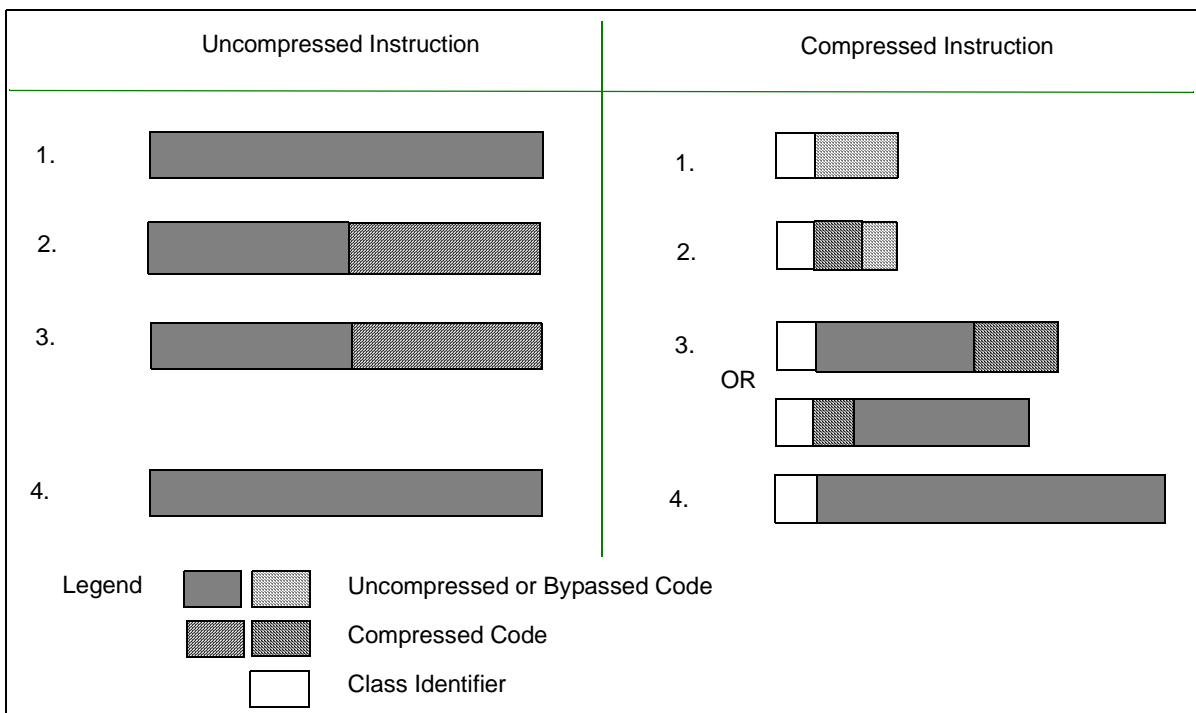 Uncompressed Instruction
Compressed Instruction
1.
1.
2.
2.
3.
3.
OR
4.
4.
Legend
Uncompressed or Bypassed Code
Compressed Code
Class Identifier